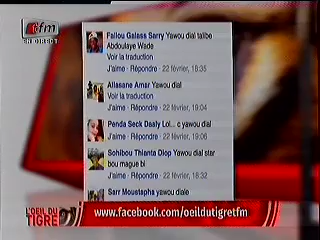 tfm
EN DIRECT
Fallou Galass Sarry Yawou dial talibe
Abdoulaye Wade
Voir la traduction
J'aime · Répondre · 22 février, 18:35
Allasane Amar Yawou dial
Voir la traduction
J'aime · Répondre · 22 février, 19:04
Penda Seck Dealy Lol... c yawou dial
J'aime · Répondre · 22 février, 19:06
Sohibou Thianta Diop Yawou dial star
bou mague bi
J'aime · Répondre · 22 février, 18:32
Sarr Moustapha yawou diale
L'OEIL DU
TIGRE
www.facebook.com/oeildutigretfm